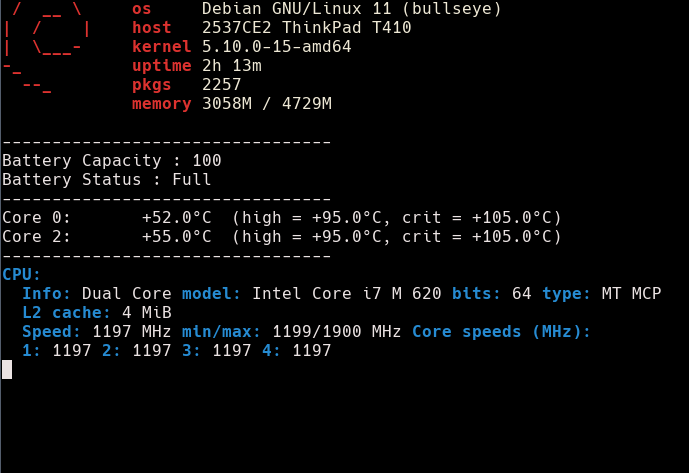 /  __ \     os     Debian GNU/Linux 11 (bullseye)
|  /    |    host   2537CE2 ThinkPad T410
|  \___-     kernel 5.10.0-15-amd64
-_           uptime 2h 13m
  --_        pkgs   2257
             memory 3058M / 4729M
---------------------------------
Battery Capacity : 100
Battery Status : Full
---------------------------------
Core 0:       +52.0°C  (high = +95.0°C, crit = +105.0°C)
Core 2:       +55.0°C  (high = +95.0°C, crit = +105.0°C)
---------------------------------
CPU:
  Info: Dual Core model: Intel Core i7 M 620 bits: 64 type: MT MCP
  L2 cache: 4 MiB
  Speed: 1197 MHz min/max: 1199/1900 MHz Core speeds (MHz):
  1: 1197 2: 1197 3: 1197 4: 1197